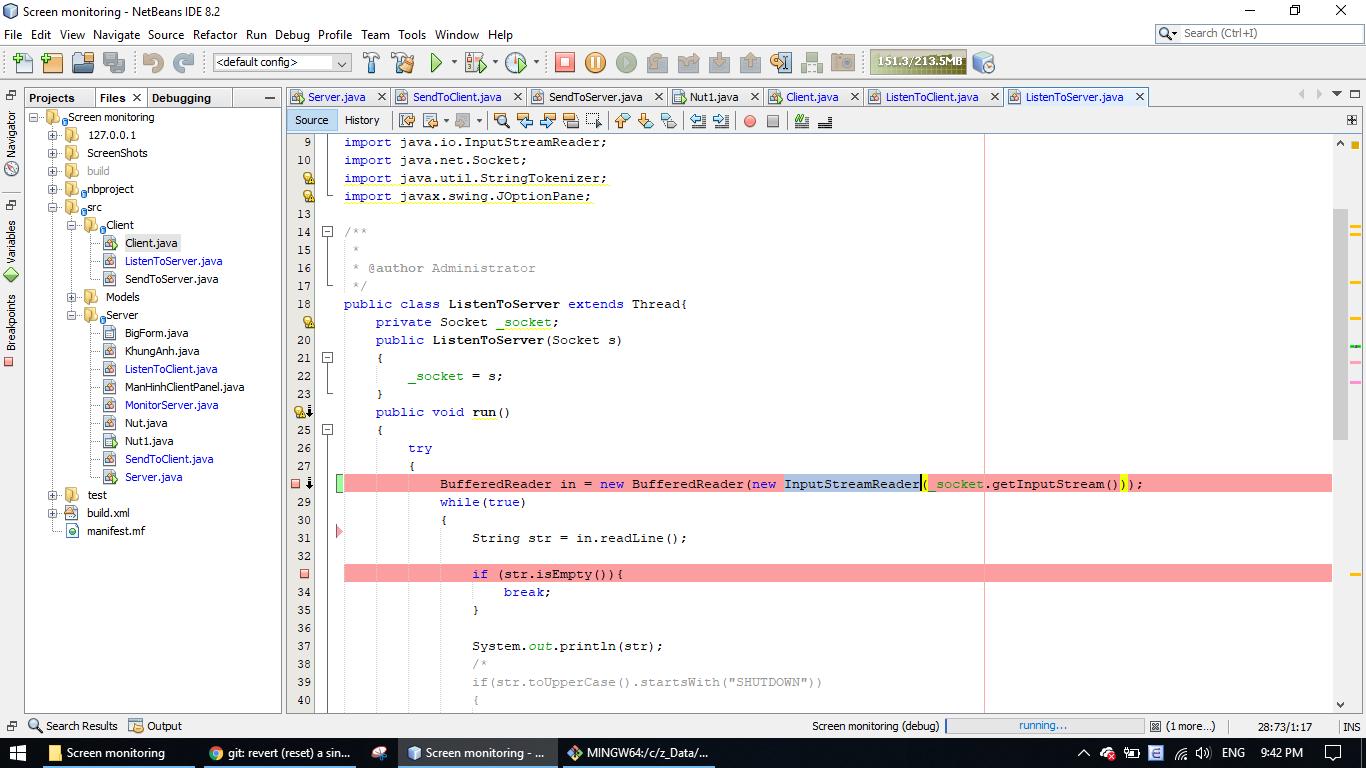 Screen monitoring - NetBeans IDE 8.2
File Edit View Navigate Source Refactor Run Debug Profile Team Tools Window Help
Search (Ctrl+I)
<default config>
151.3/213.5MB
Projects Files Debugging
Server.java SendToClient.java SendToServer.java Nut1.java Client.java ListenToClient.java ListenToServer.java
Source History
Navigator
Variables
Breakpoints
Screen monitoring
127.0.0.1
ScreenShots
build
nbproject
src
Client
Client.java
ListenToServer.java
SendToServer.java
Models
Server
BigForm.java
KhungAnh.java
ListenToClient.java
ManHinhClientPanel.java
MonitorServer.java
Nut.java
Nut1.java
SendToClient.java
Server.java
test
build.xml
manifest.mf
9 import java.io.InputStreamReader;
10 import java.net.Socket;
import java.util.StringTokenizer;
import javax.swing.JOptionPane;
13
14 /**
15 *
16 * @author Administrator
17 */
18 public class ListenToServer extends Thread{
private Socket _socket;
20 public ListenToServer(Socket s)
21 {
22 _socket = s;
23 }
public void run()
25 {
26 try
27 {
BufferedReader in = new BufferedReader(new InputStreamReader(_socket.getInputStream()));
29 while(true)
30 {
31 String str = in.readLine();
32
if (str.isEmpty()){
34 break;
35 }
36
37 System.out.println(str);
38 /*
39 if(str.toUpperCase().startsWith("SHUTDOWN"))
40 {
Search Results Output
Screen monitoring (debug) running... (1 more...) 28:73/1:17 INS
Screen monitoring git: revert (reset) a sin... Screen monitoring - ... MINGW64:/c/z_Data/... ENG 9:42 PM